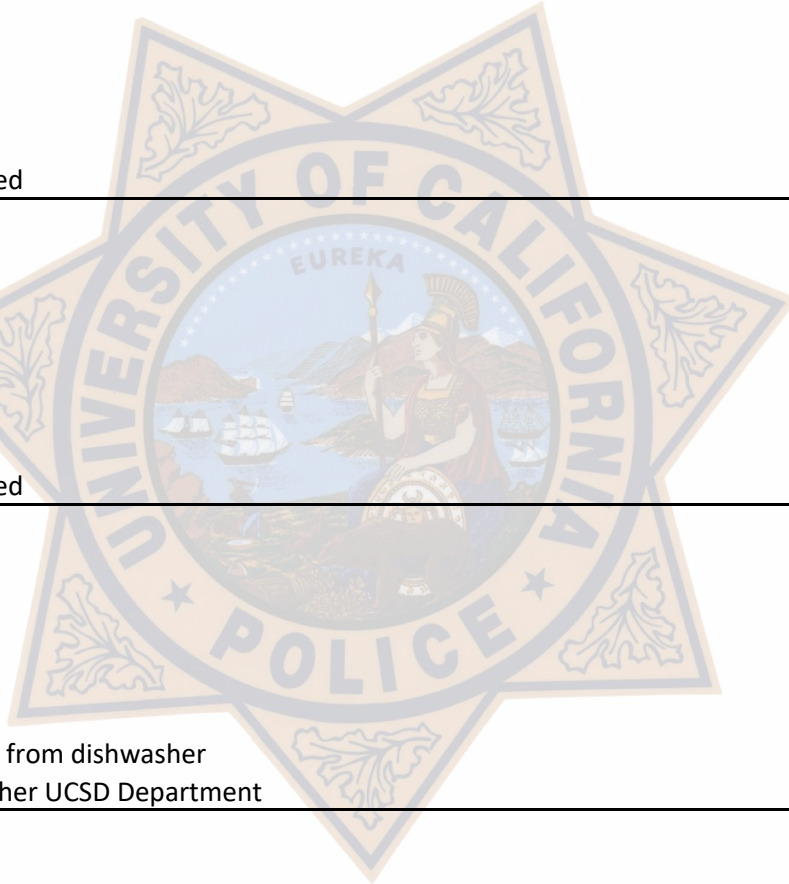 ed
UNIVERSITY OF CALIFORNIA
EUREKA
ed
POLICE
from dishwasher
her UCSD Department